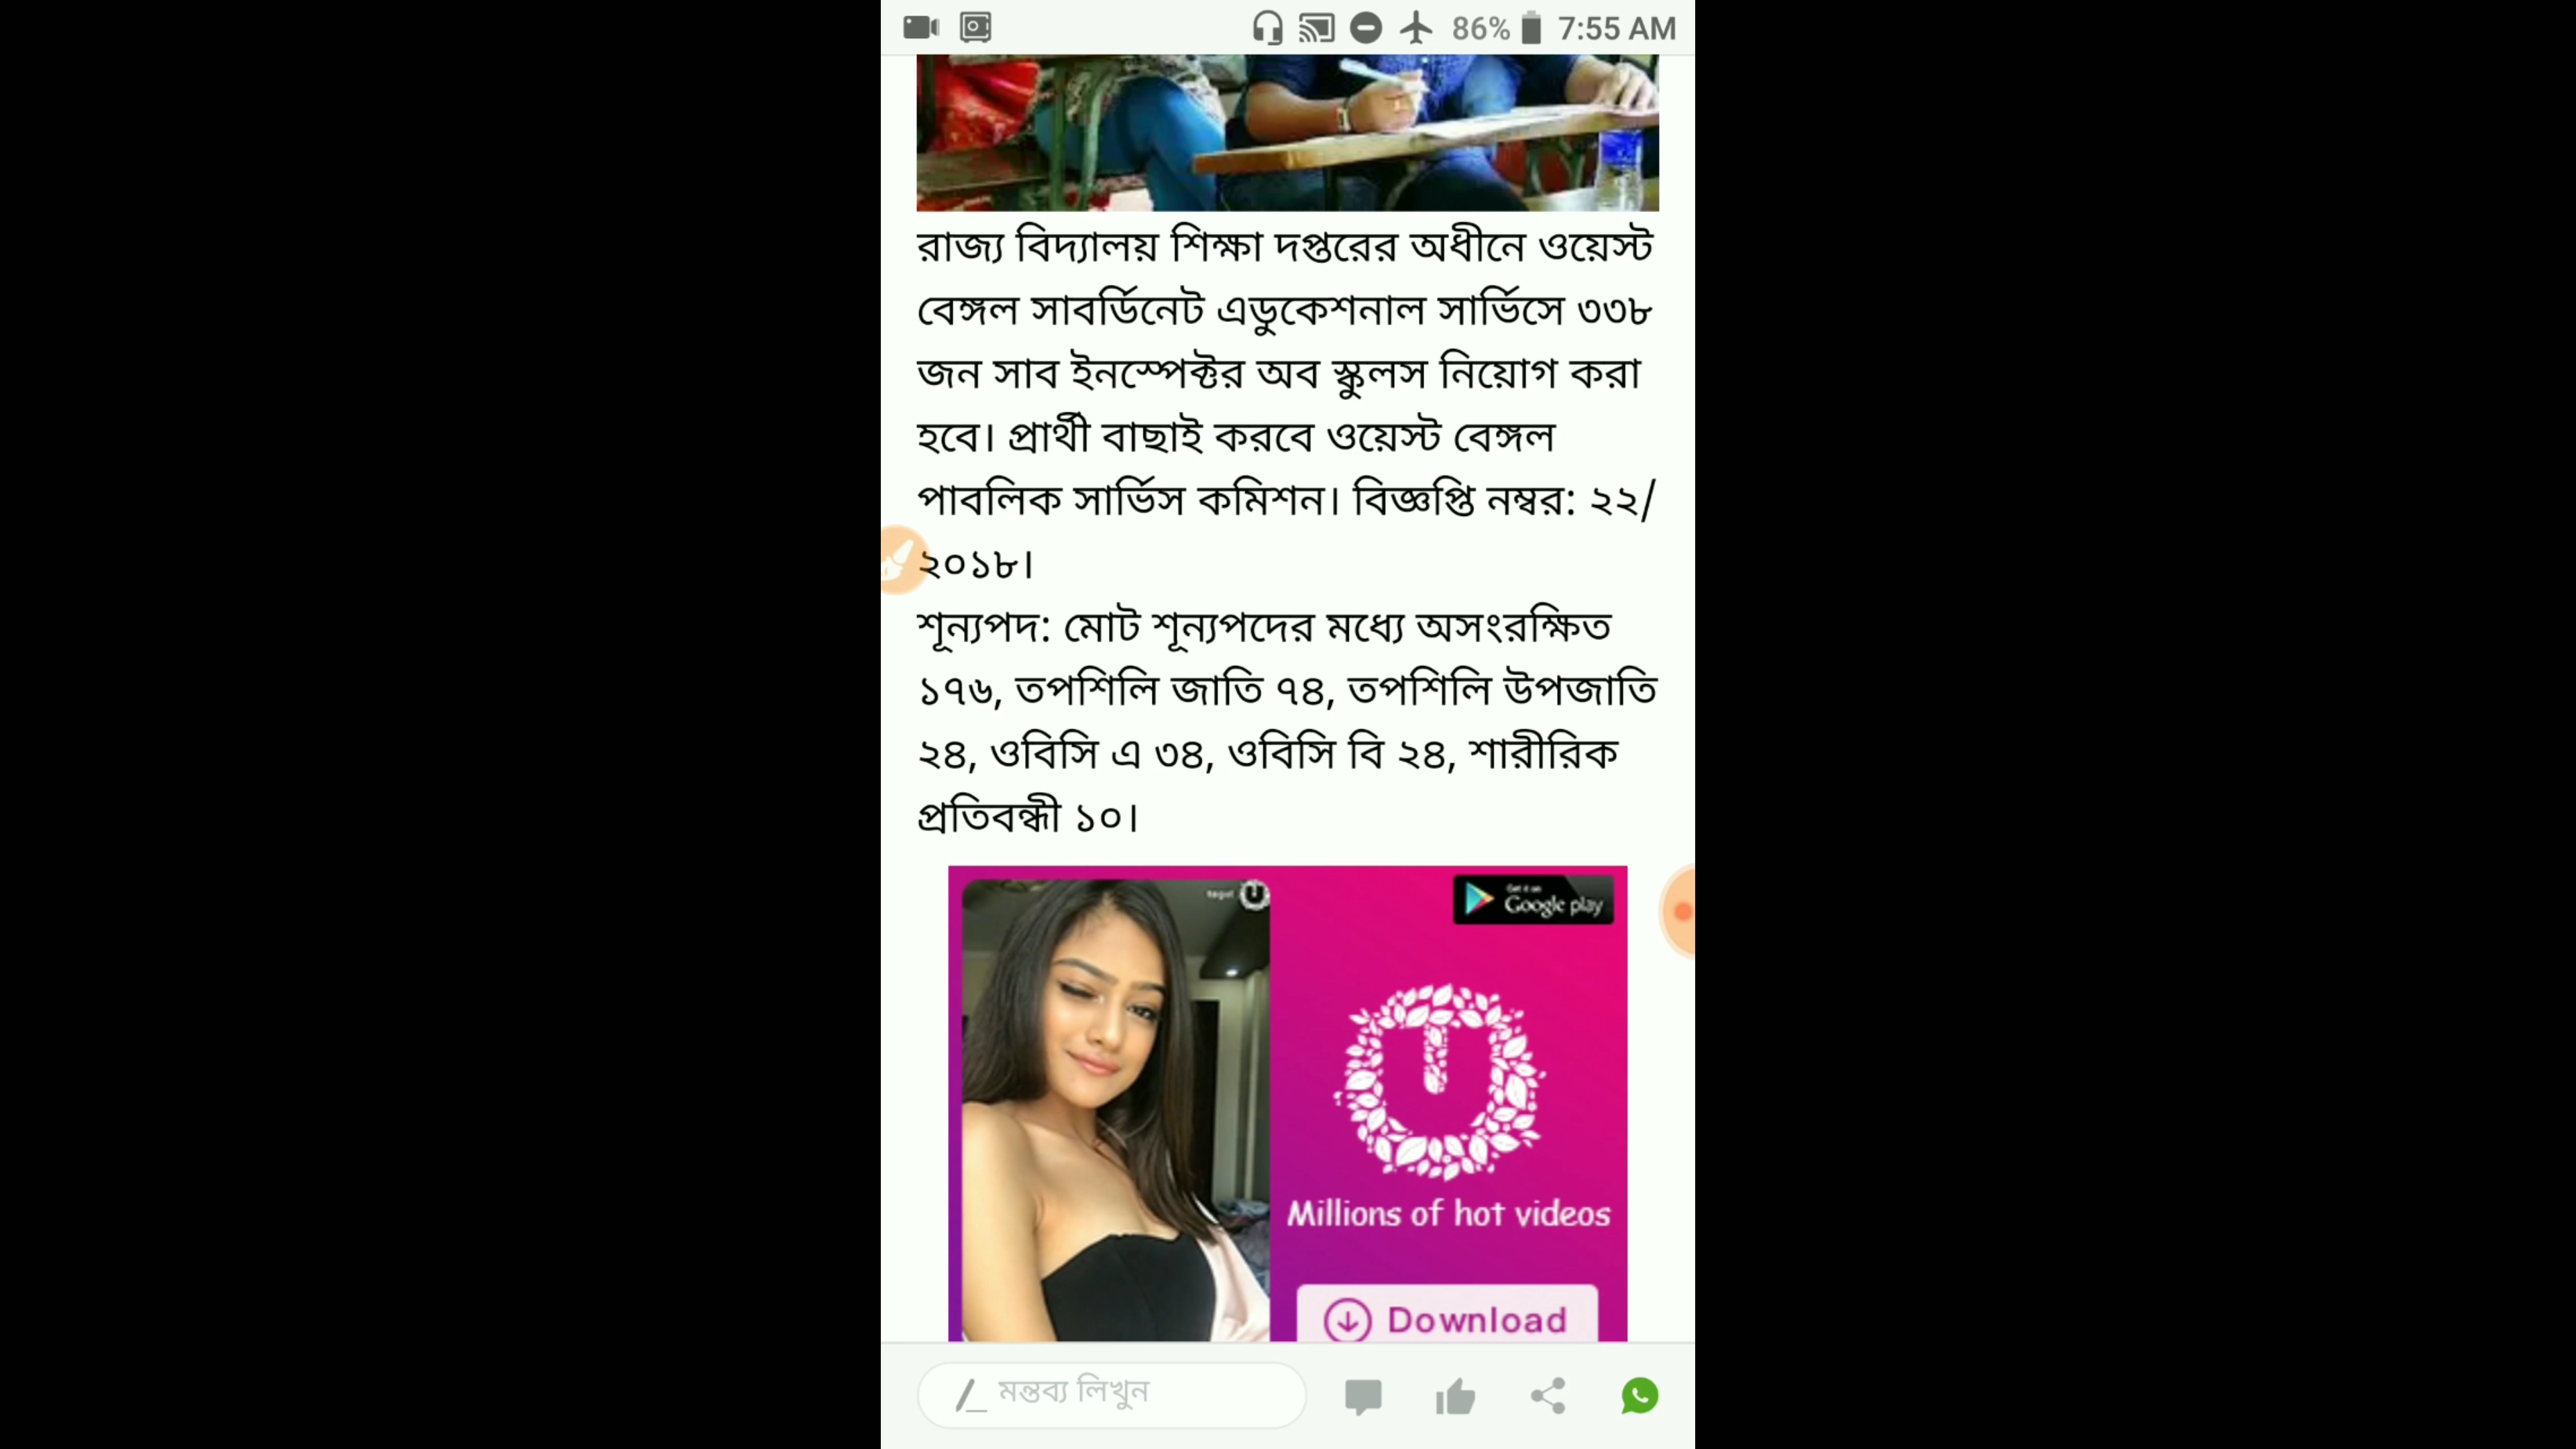 86% 7:55 AM
রাজ্য বিদ্যালয় শিক্ষা দপ্তরের অধীনে ওয়েস্ট
বেঙ্গল সাবর্ডিনেট এডুকেশনাল সার্ভিসে ৩৩৮
জন সাব ইনস্পেক্টর অব স্কুলস নিয়োগ করা
হবে। প্রার্থী বাছাই করবে ওয়েস্ট বেঙ্গল
পাবলিক সার্ভিস কমিশন। বিজ্ঞপ্তি নম্বর: ২২/
২০১৮।
শূন্যপদ: মোট শূন্যপদের মধ্যে অসংরক্ষিত
১৭৬, তপশিলি জাতি ৭৪, তপশিলি উপজাতি
২৪, ওবিসি এ ৩৪, ওবিসি বি ২৪, শারীরিক
প্রতিবন্ধী ১০।
Get it on
Google play
Millions of hot videos
Download
মন্তব্য লিখুন